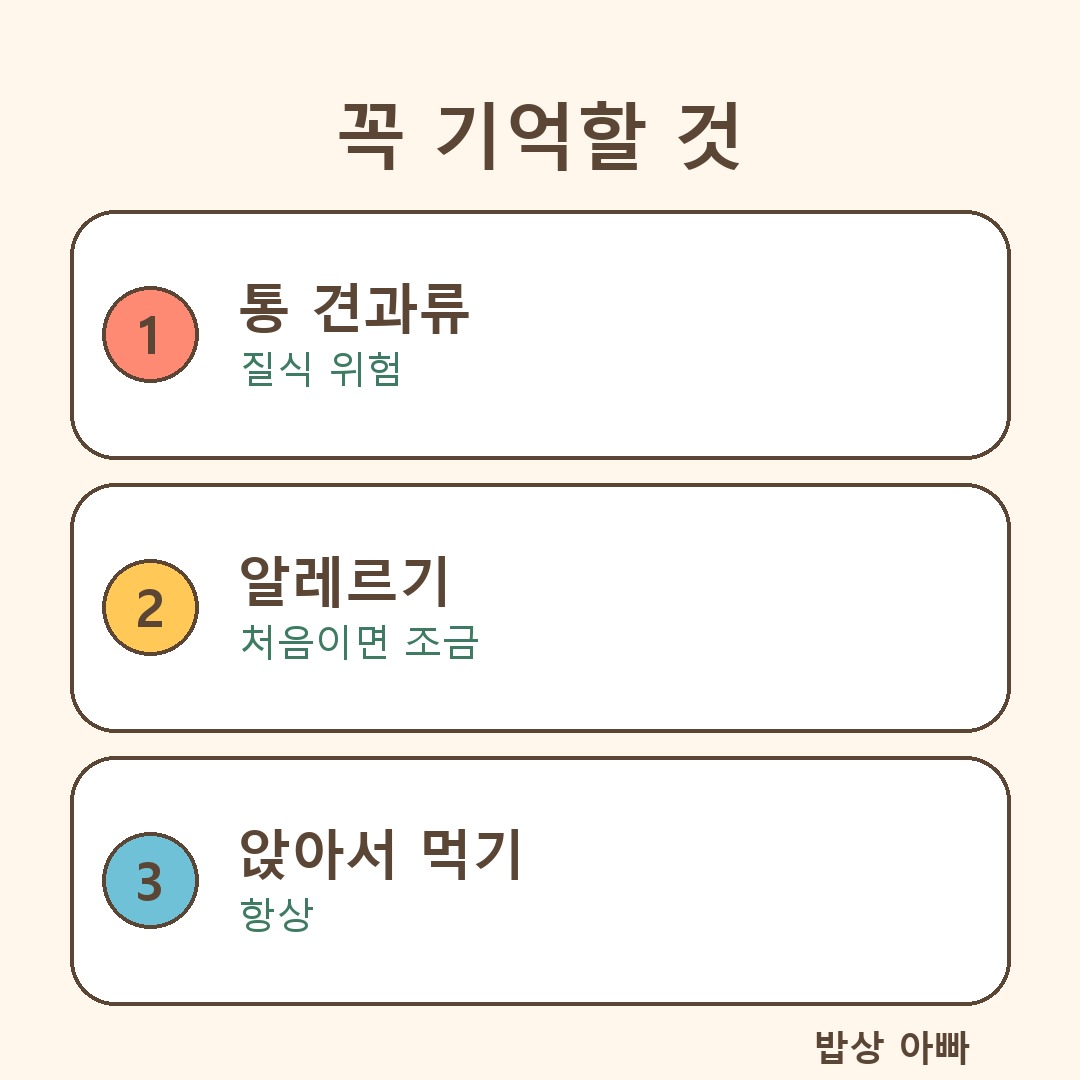 꼭 기억할 것
1
통 견과류
질식 위험
2
알레르기
처음이면 조금
3
앉아서 먹기
항상
밥상 아빠